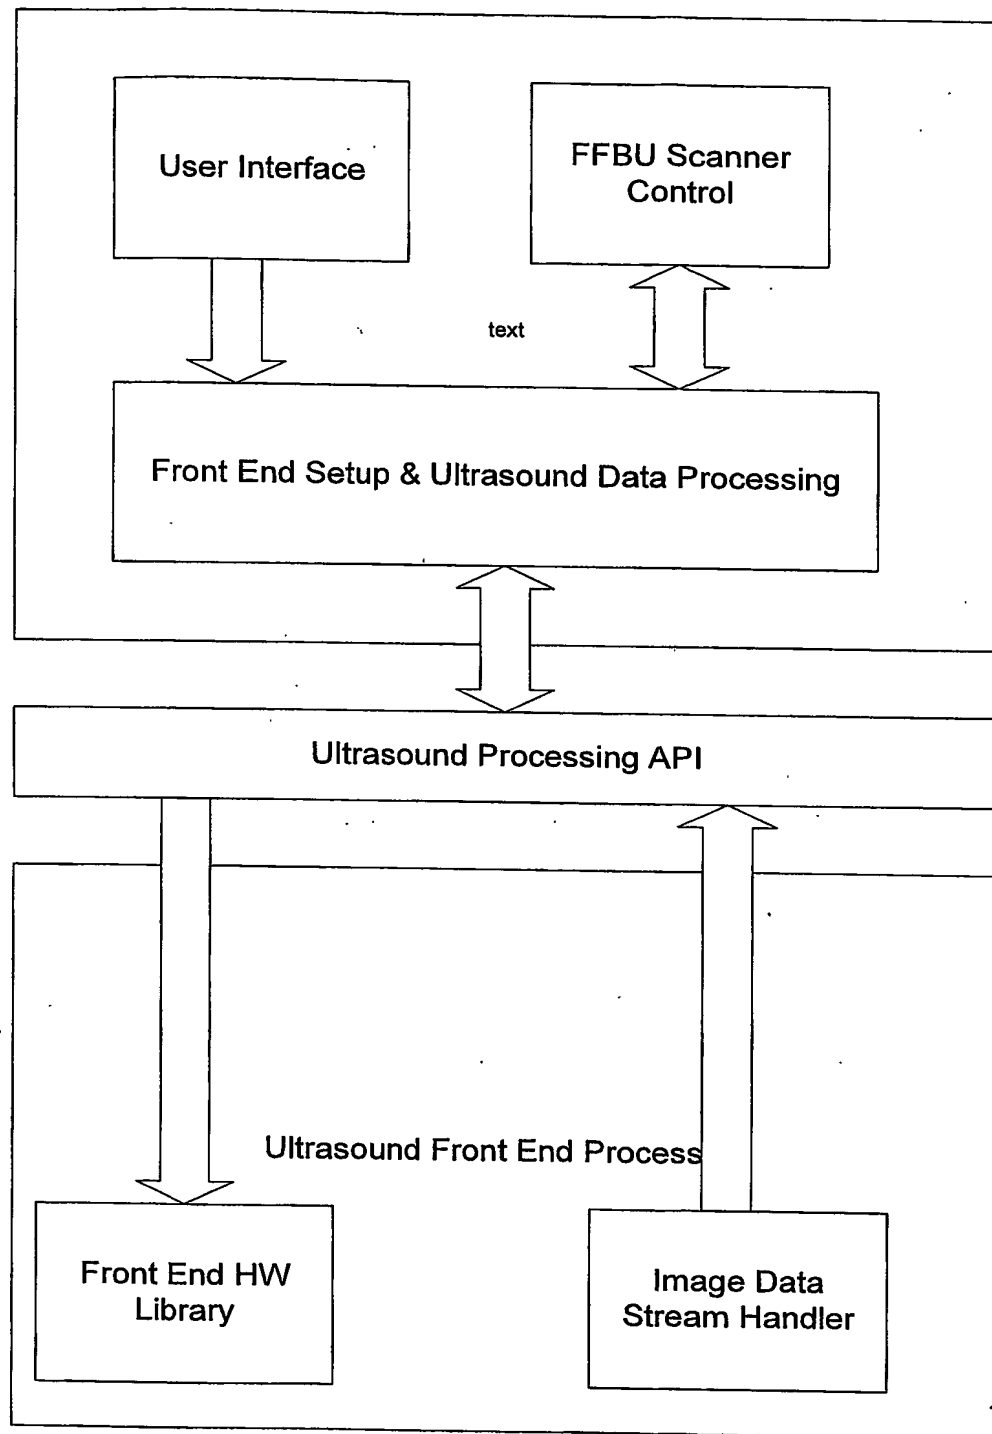 User Interface
FFBU Scanner
Control
text
Front End Setup & Ultrasound Data Processing
Ultrasound Processing API
Ultrasound Front End Process
Front End HW
Library
Image Data
Stream Handler